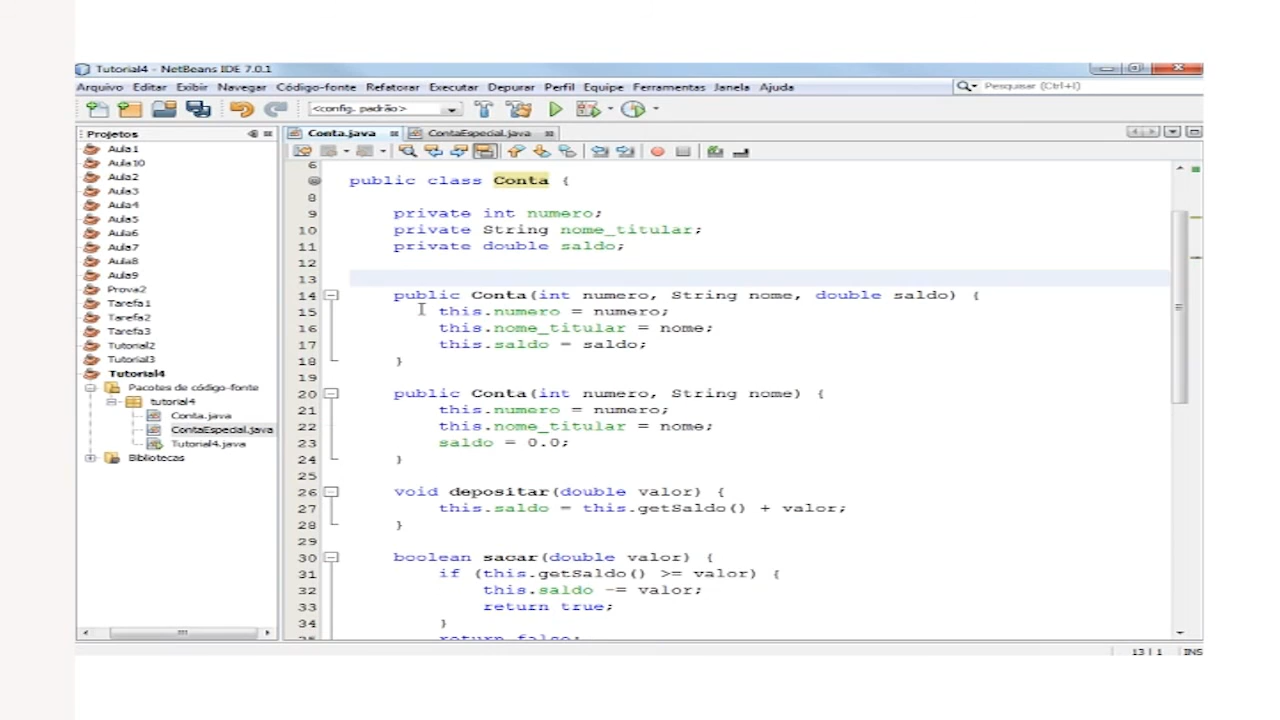 Tutorial4 - NetBeans IDE 7.0.1
Arquivo Editar Exibir Navegar Código-fonte Refatorar Executar Depurar Perfil Equipe Ferramentas Janela Ajuda
Pesquisar (Ctrl+I)
<config. padrão>
Projetos
Conta.java
ContaEspecial.java
Aula1
Aula10
Aula2
Aula3
Aula4
Aula5
Aula6
Aula7
Aula8
Aula9
Prova2
Tarefa1
Tarefa2
Tarefa3
Tutorial2
Tutorial3
Tutorial4
Pacotes de código-fonte
tutorial4
Conta.java
ContaEspecial.java
Tutorial4.java
Bibliotecas
6
public class Conta {
8
9 private int numero;
10 private String nome_titular;
11 private double saldo;
12
13
14 public Conta(int numero, String nome, double saldo) {
15 this.numero = numero;
16 this.nome_titular = nome;
17 this.saldo = saldo;
18 }
19
20 public Conta(int numero, String nome) {
21 this.numero = numero;
22 this.nome_titular = nome;
23 saldo = 0.0;
24 }
25
26 void depositar(double valor) {
27 this.saldo = this.getSaldo() + valor;
28 }
29
30 boolean sacar(double valor) {
31 if (this.getSaldo() >= valor) {
32 this.saldo -= valor;
33 return true;
34 }
35 return false;
13 | 1 INS